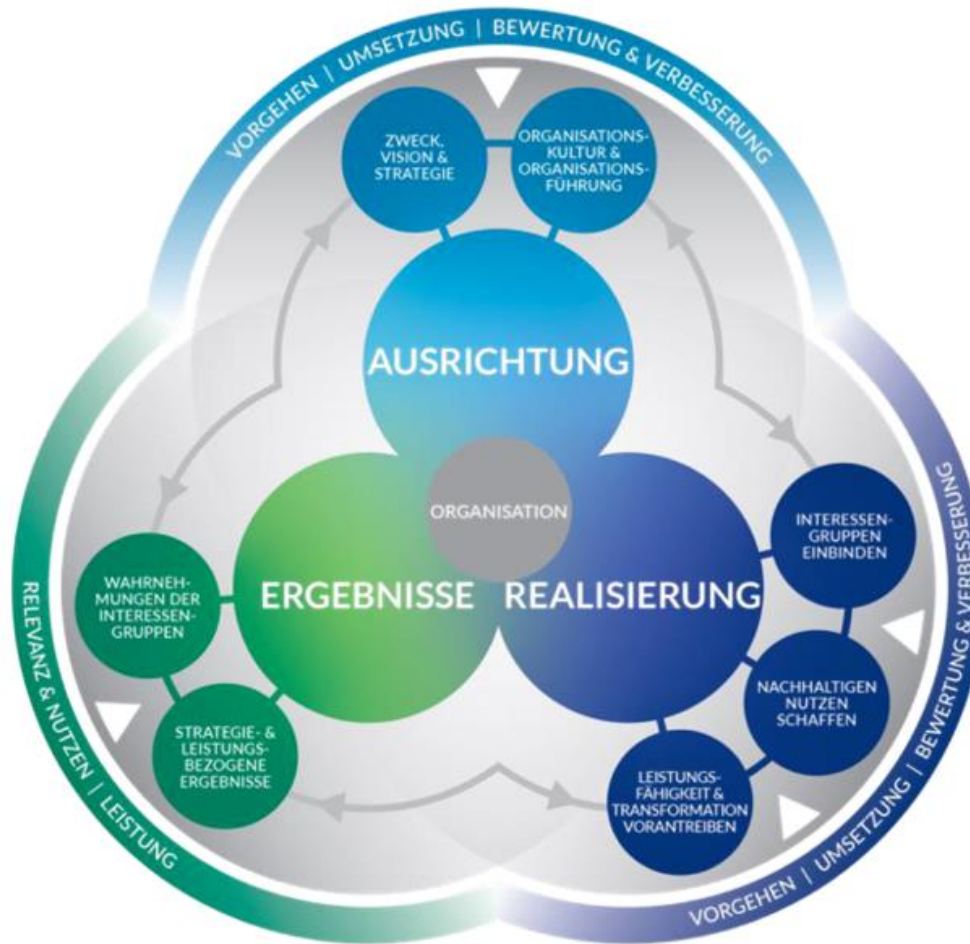 VORGEHEN | UMSETZUNG | BEWERTUNG & VERBESSERUNG
ZWECK,
VISION &
STRATEGIE
ORGANISATIONS-
KULTUR &
ORGANISATIONS-
FÜHRUNG
AUSRICHTUNG
ORGANISATION
ERGEBNISSE
REALISIERUNG
INTERESSEN-
GRUPPEN
EINBINDEN
NACHHALTIGEN
NUTZEN
SCHAFFEN
LEISTUNGS-
FÄHIGKEIT &
TRANSFORMATION
VORANTREIBEN
WAHRNEH-
MUNGEN DER
INTERESSEN-
GRUPPEN
STRATEGIE- &
LEISTUNGS-
BEZOGENE
ERGEBNISSE
RELEVANZ & NUTZEN | LEISTUNG
VORGEHEN | UMSETZUNG | BEWERTUNG & VERBESSERUNG